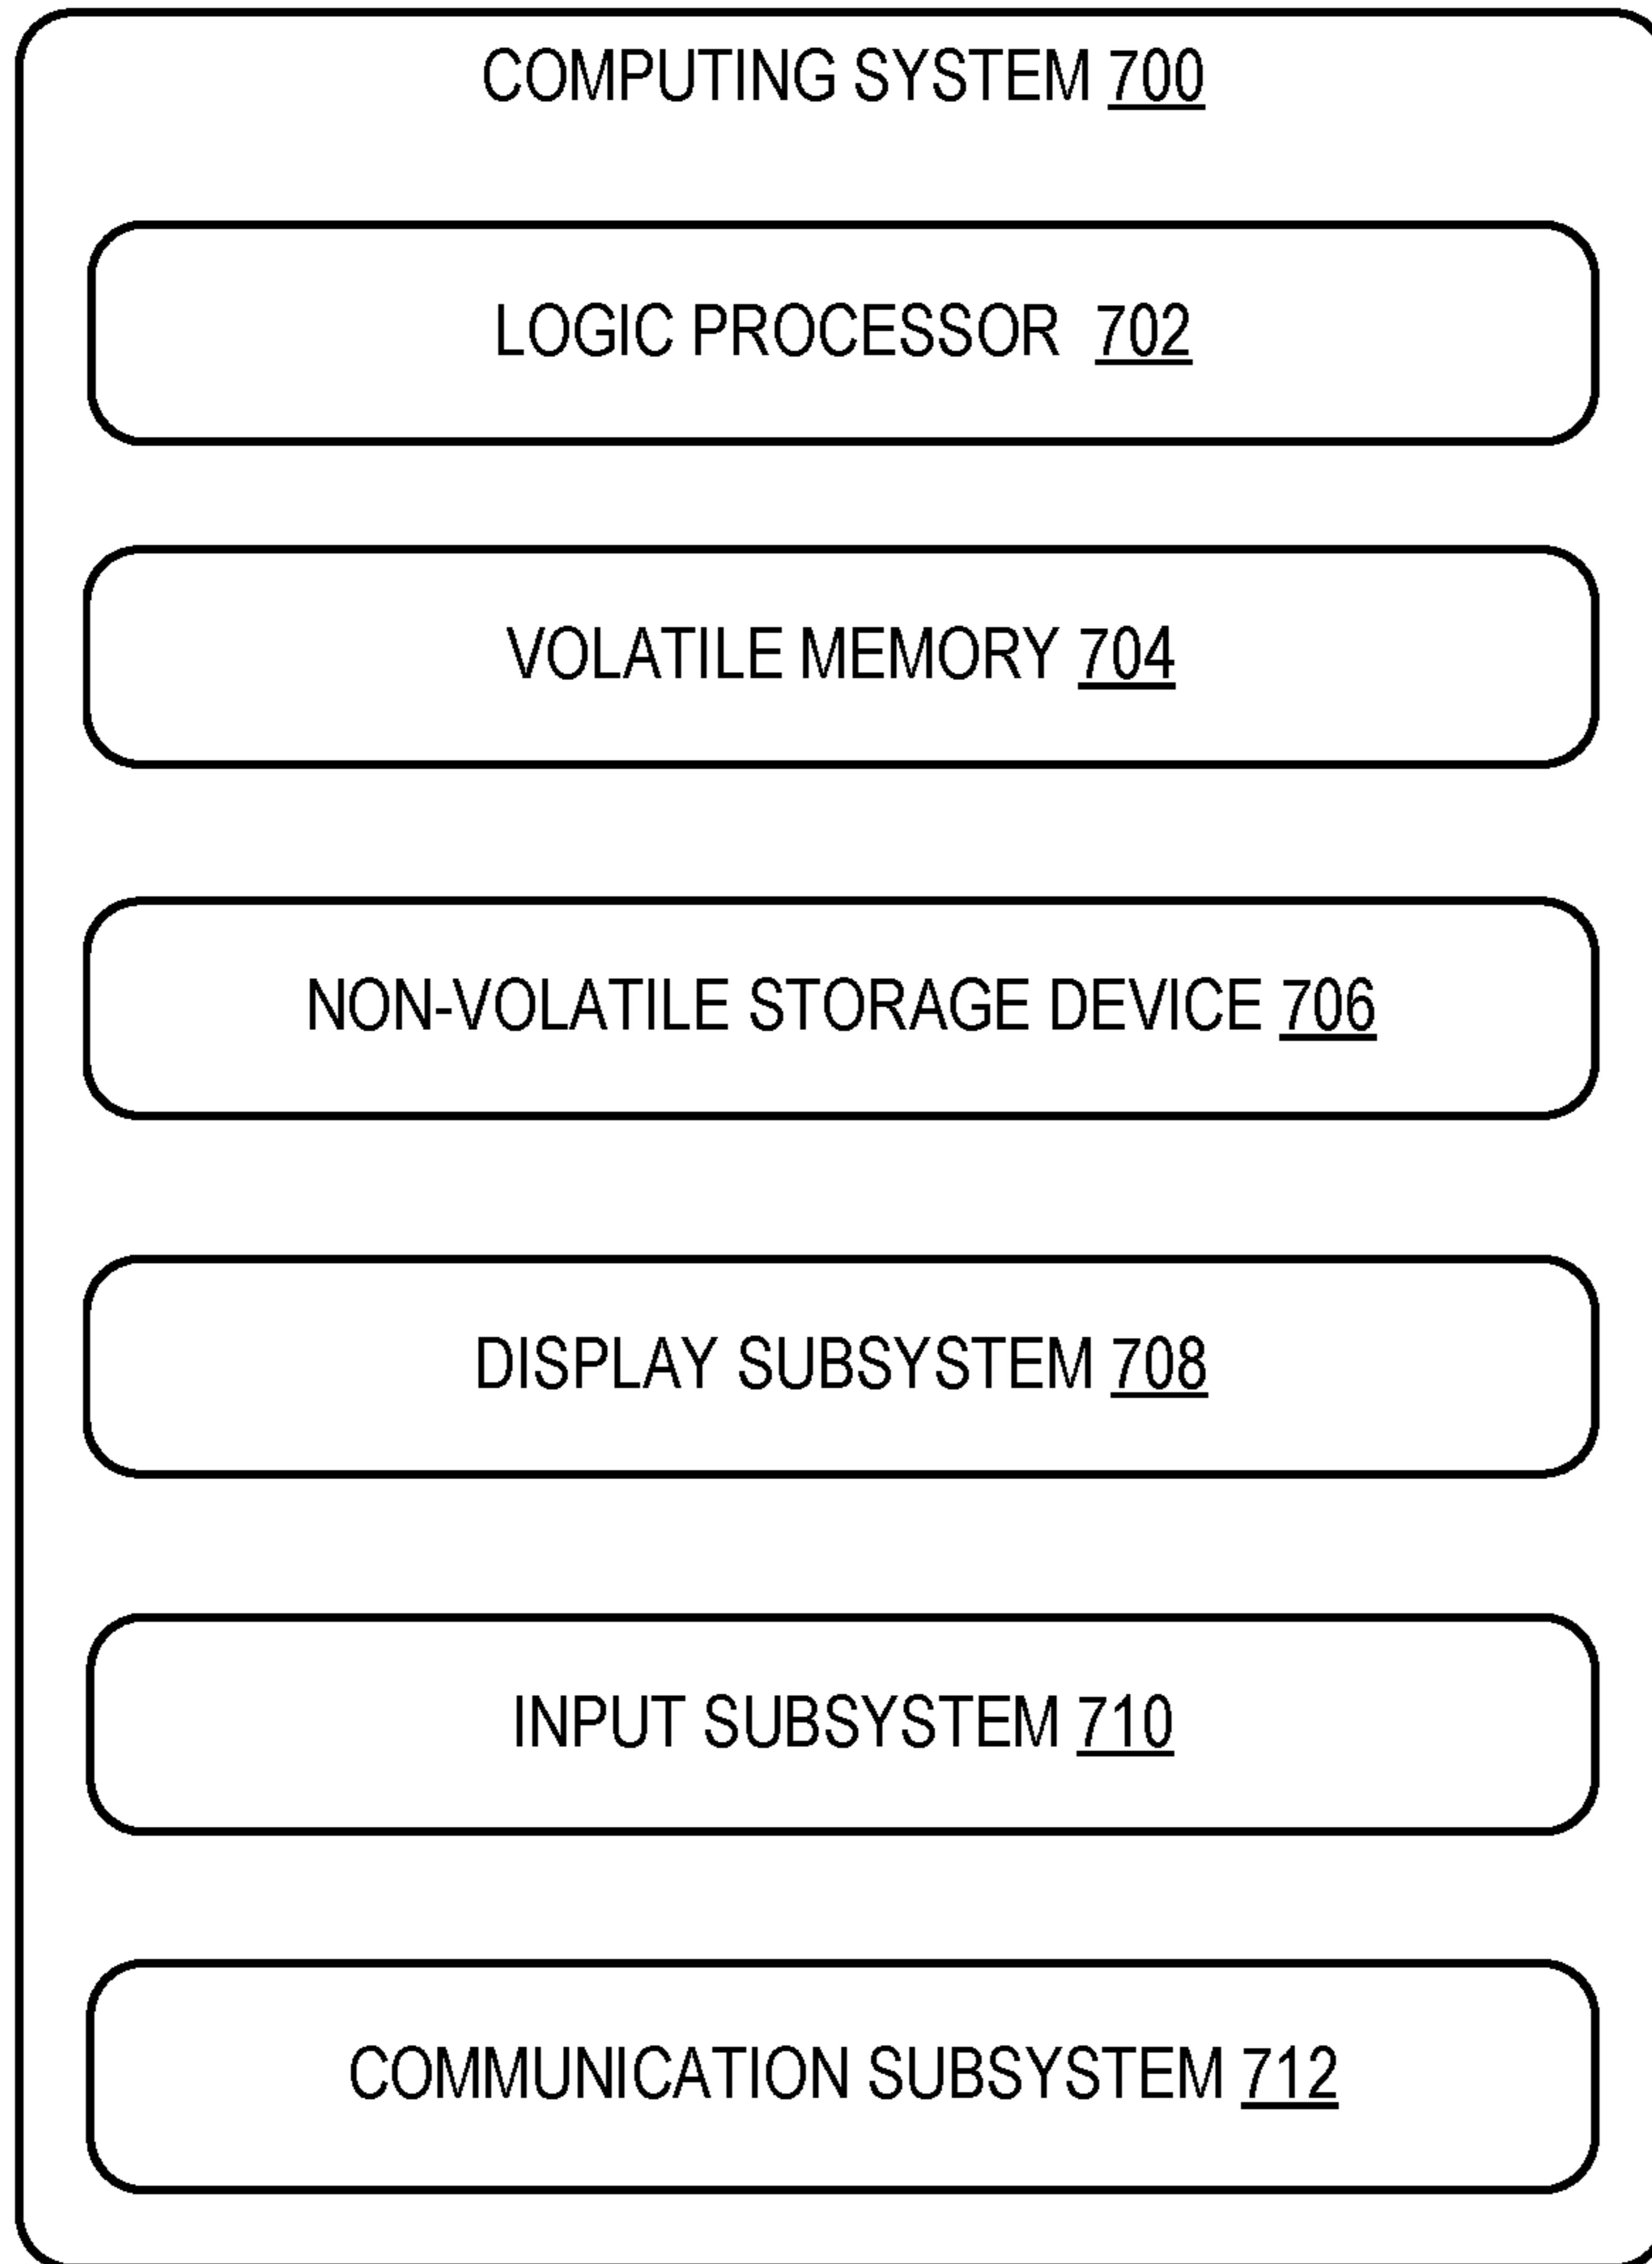 COMPUTING SYSTEM 700
LOGIC PROCESSOR 702
VOLATILE MEMORY 704
NON-VOLATILE STORAGE DEVICE 706
DISPLAY SUBSYSTEM 708
INPUT SUBSYSTEM 710
COMMUNICATION SUBSYSTEM 712